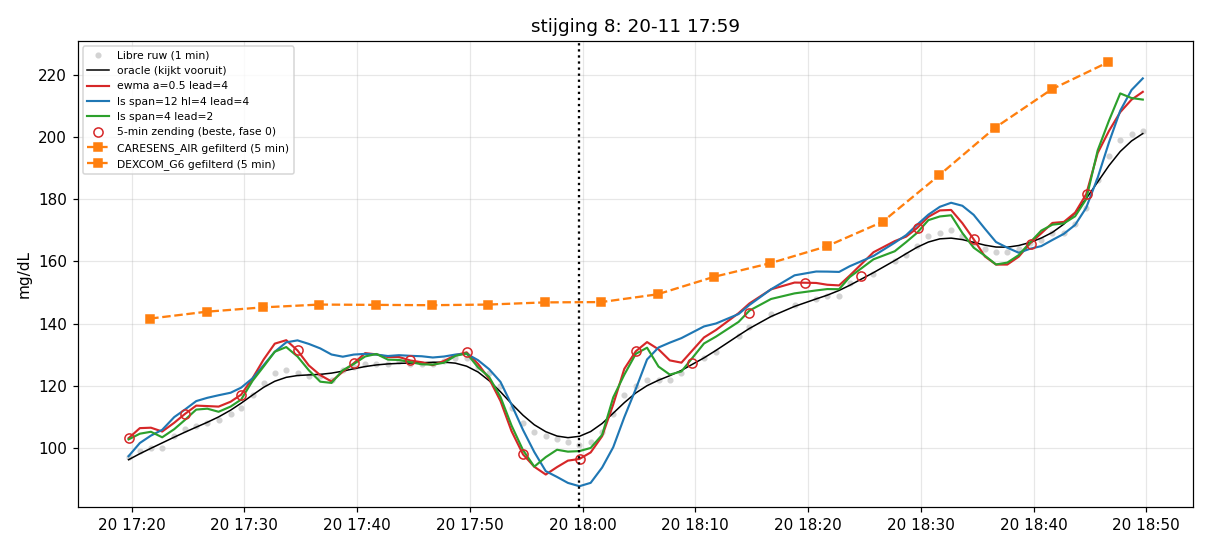 stijging 8: 20-11 17:59
Libre ruw (1 min)
oracle (kijkt vooruit)
ewma a=0.5 lead=4
ls span=12 hl=4 lead=4
ls span=4 lead=2
5-min zending (beste, fase 0)
CARESENS_AIR gefilterd (5 min)
DEXCOM_G6 gefilterd (5 min)
mg/dL
220
200
180
160
140
120
100
20 17:20
20 17:30
20 17:40
20 17:50
20 18:00
20 18:10
20 18:20
20 18:30
20 18:40
20 18:50